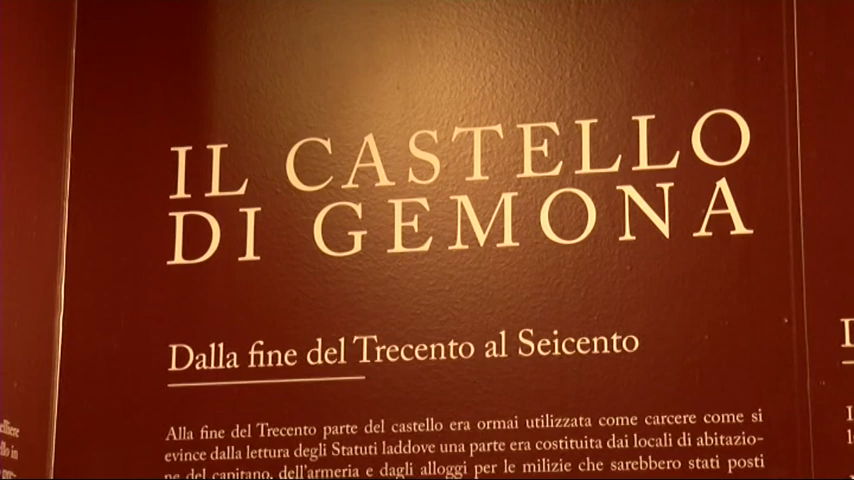 IL CASTELLO
DI GEMONA
Dalla fine del Trecento al Seicento
Alla fine del Trecento parte del castello era ormai utilizzata come carcere come si
evince dalla lettura degli Statuti laddove una parte era costituita dai locali di abitazio-
ne del capitano, dell'armeria e dagli alloggi per le milizie che sarebbero stati posti